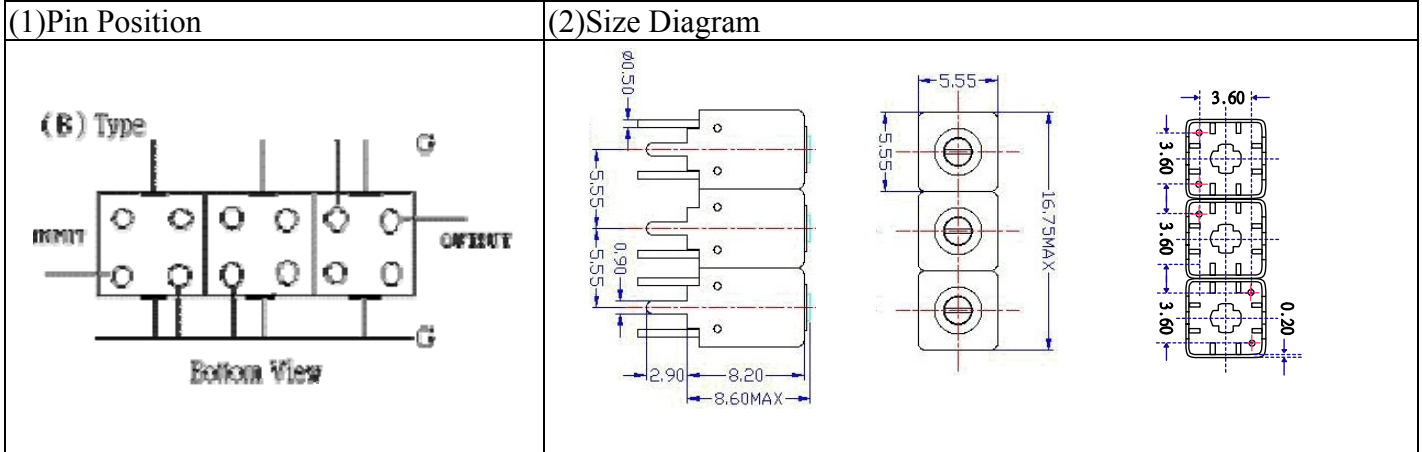 (1)Pin Position
(2)Size Diagram
(B) Type
G
INPUT
OUTPUT
G
Bottom View
Ø0.50
5.55
5.55
0.90
2.90
8.20
8.60MAX
5.55
5.55
16.75MAX
3.60
3.60
3.60
3.60
0.20